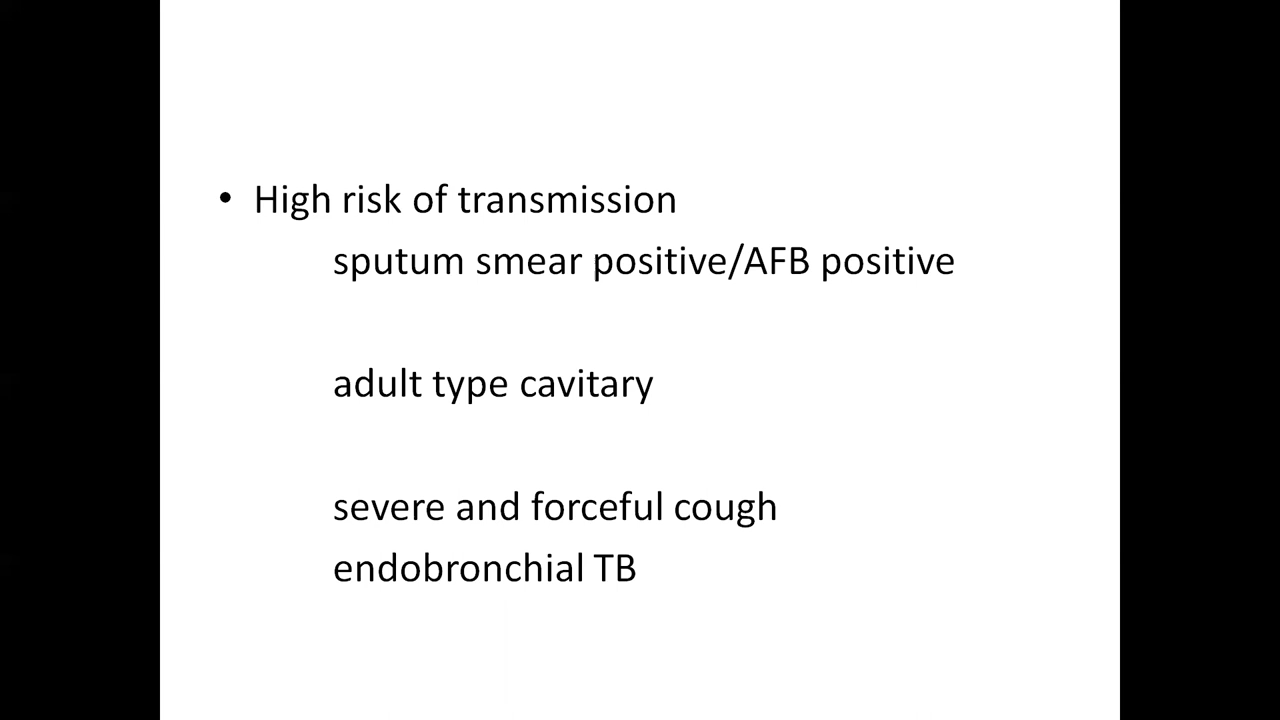 • High risk of transmission
sputum smear positive/AFB positive
adult type cavitary
severe and forceful cough
endobronchial TB